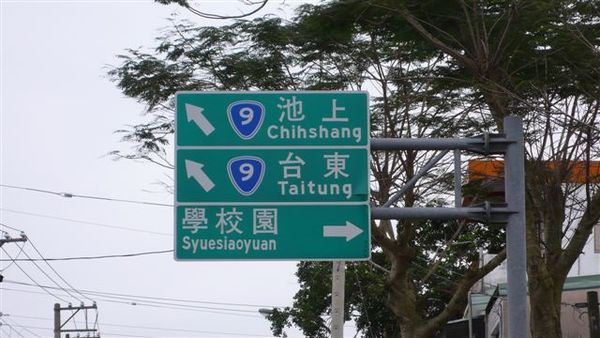 9 池上
Chihshang
9 台東
Taitung
學校園
Syuesiaoyuan